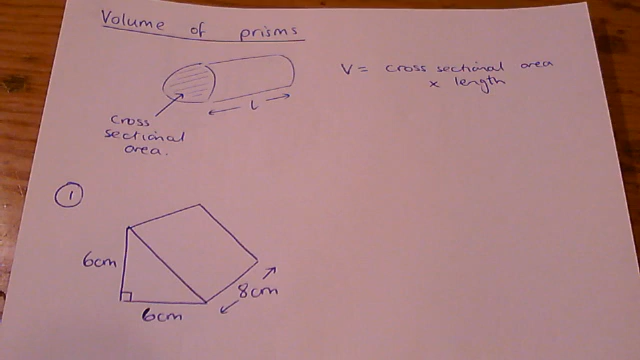 Volume of prisms
V = cross sectional area
x length
L
cross
sectional
area.
1
6cm
8cm
6cm